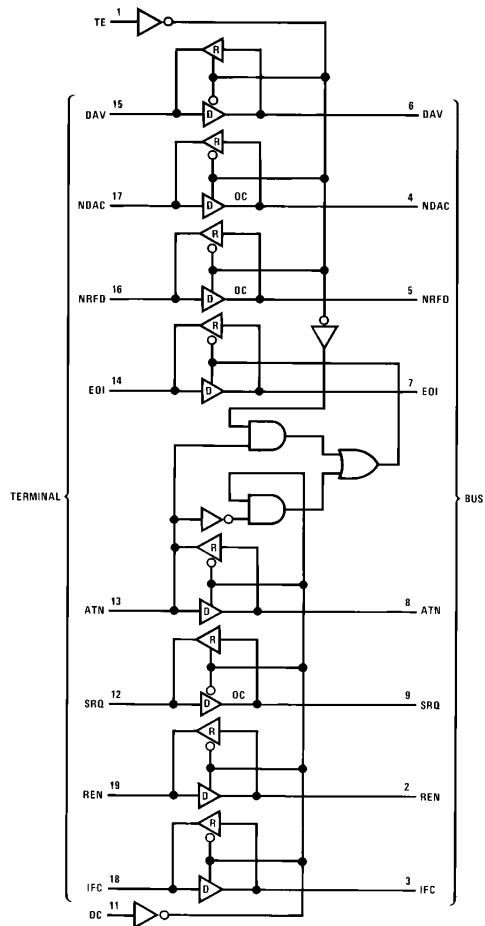 TE 1
R
15 6
DAV D DAV
R
17 OC 4
NDAC D NDAC
R
16 OC 5
NRFD D NRFD
R
14 7
EOI D EOI
TERMINAL BUS
R
13 8
ATN D ATN
R
12 OC 9
SRQ D SRQ
R
19 2
REN D REN
R
18 3
IFC D IFC
DC 11